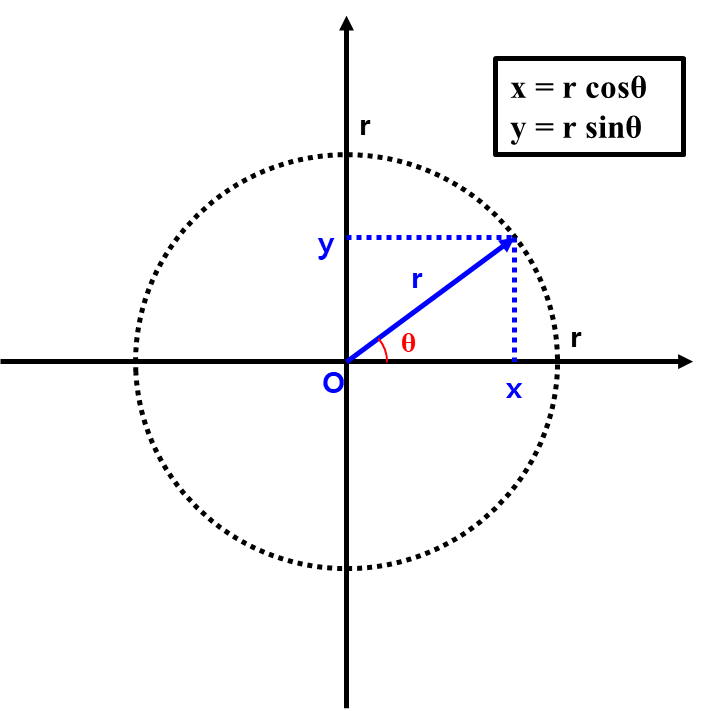 x = r cosθ
y = r sinθ
r
y
r
r
θ
O
x